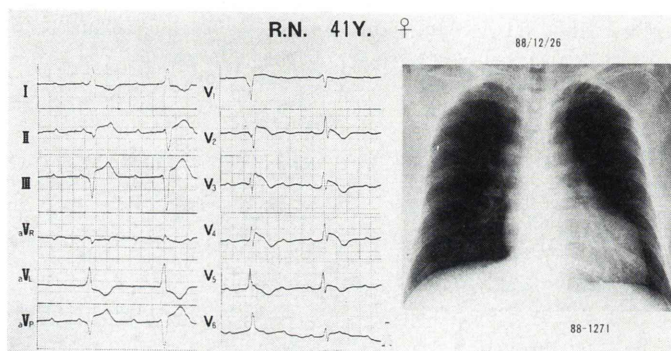 R.N. 41Y. ♀
88/12/26
I
II
III
aVR
aVL
aVF
V1
V2
V3
V4
V5
V6
88-1271